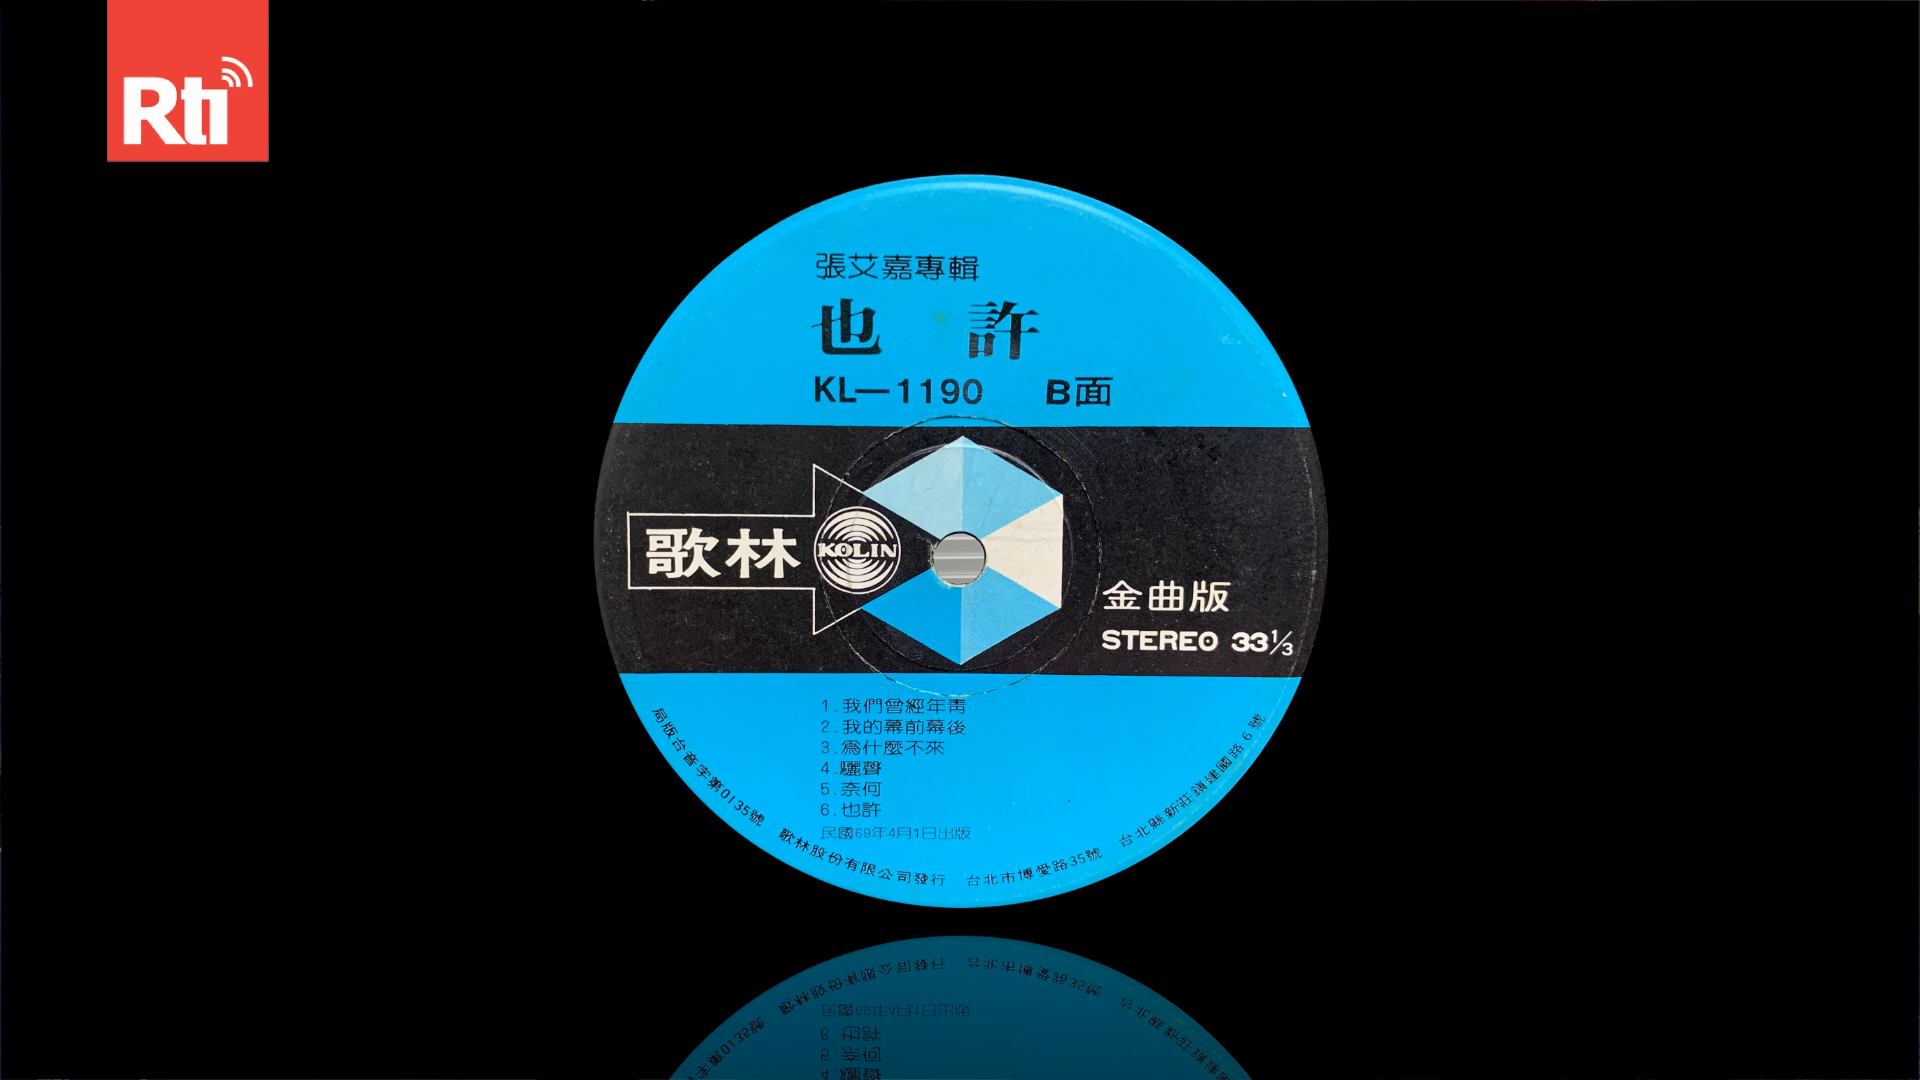 Rti
張艾嘉專輯
也 許
KL—1190 B面
歌林 KOLIN
金曲版
STEREO 33 1/3
1.我們曾經年青
2.我的幕前幕後
3.為什麼不來
4.驪聲
5.奈何
6.也許
民國69年4月1日出版
局版台音字第0135號 歌林股份有限公司發行 台北市博愛路35號 台北縣新莊鎮建國路6號